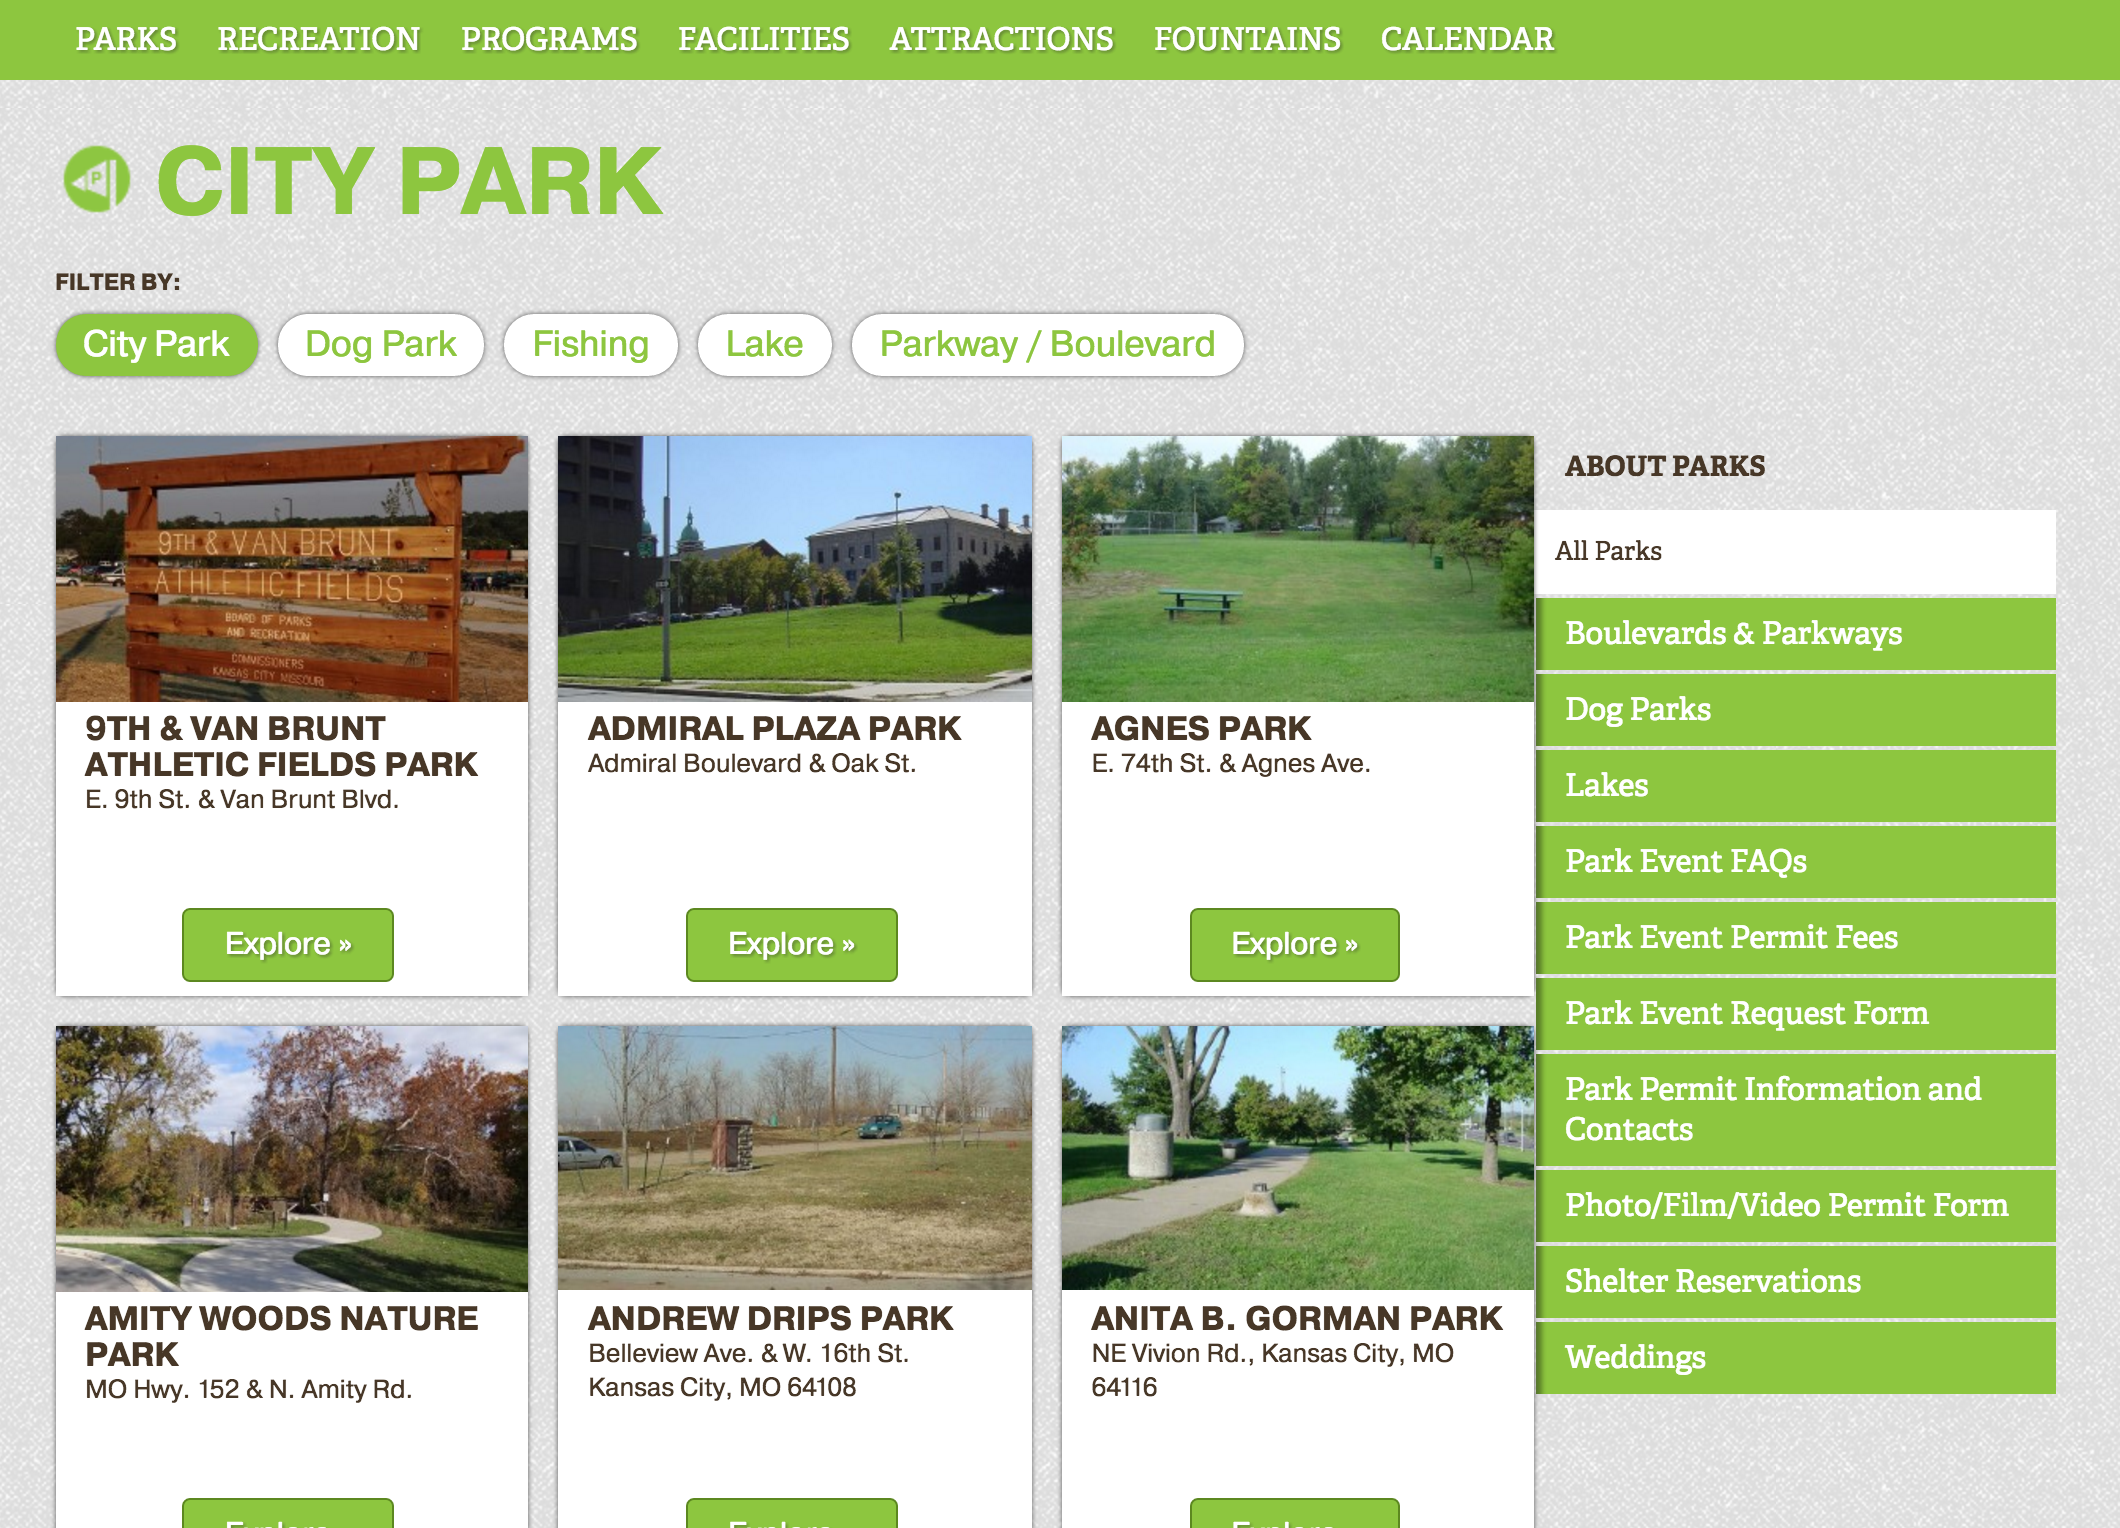 PARKS RECREATION PROGRAMS FACILITIES ATTRACTIONS FOUNTAINS CALENDAR
P
CITY PARK
FILTER BY:
City Park Dog Park Fishing Lake Parkway / Boulevard
9TH & VAN BRUNT
ATHLETIC FIELDS
BOARD OF PARKS
AND RECREATION
COMMISSIONERS
KANSAS CITY MISSOURI
9TH & VAN BRUNT
ATHLETIC FIELDS PARK
E. 9th St. & Van Brunt Blvd.
Explore »
ADMIRAL PLAZA PARK
Admiral Boulevard & Oak St.
Explore »
AGNES PARK
E. 74th St. & Agnes Ave.
Explore »
AMITY WOODS NATURE
PARK
MO Hwy. 152 & N. Amity Rd.
ANDREW DRIPS PARK
Belleview Ave. & W. 16th St.
Kansas City, MO 64108
ANITA B. GORMAN PARK
NE Vivion Rd., Kansas City, MO
64116
Explore
Explore
Explore
ABOUT PARKS
All Parks
Boulevards & Parkways
Dog Parks
Lakes
Park Event FAQs
Park Event Permit Fees
Park Event Request Form
Park Permit Information and
Contacts
Photo/Film/Video Permit Form
Shelter Reservations
Weddings